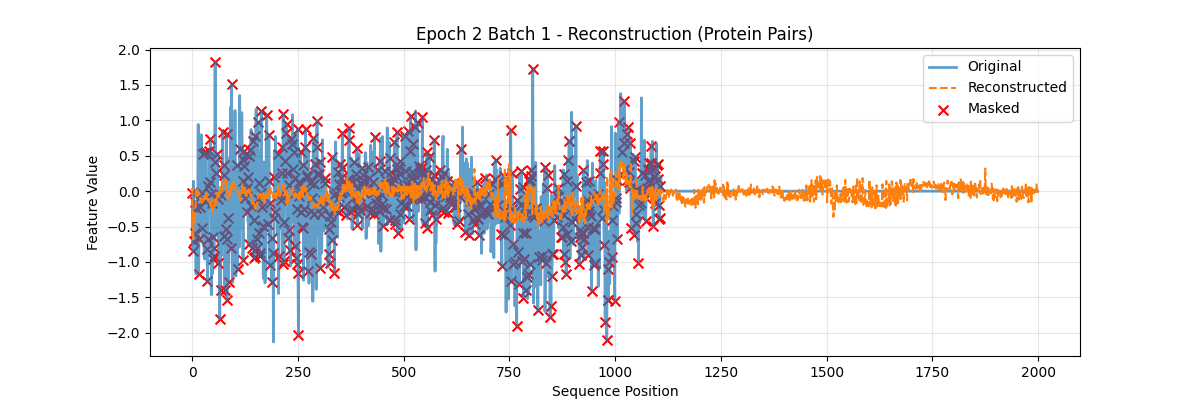 Epoch 2 Batch 1 - Reconstruction (Protein Pairs)
2.0
1.5
1.0
0.5
0.0
−0.5
−1.0
−1.5
−2.0
Feature Value
Original
Reconstructed
Masked
0 250 500 750 1000 1250 1500 1750 2000
Sequence Position